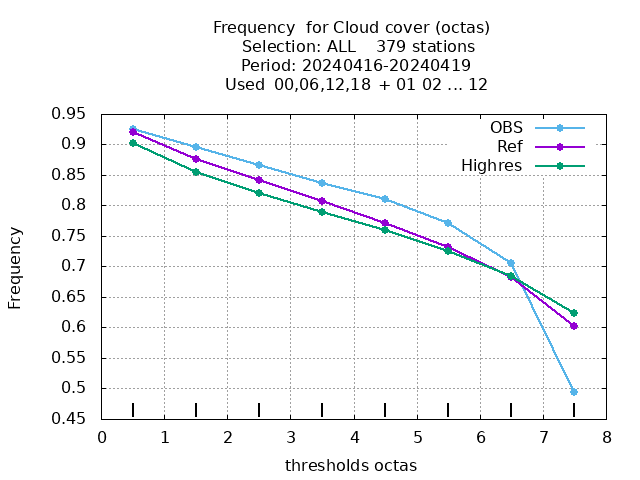 Frequency  for Cloud cover (octas)
Selection: ALL    379 stations
Period: 20240416-20240419
Used  00,06,12,18 + 01 02 ... 12
OBS
Ref
Highres
Frequency
0.95
0.9
0.85
0.8
0.75
0.7
0.65
0.6
0.55
0.5
0.45
0 1 2 3 4 5 6 7 8
thresholds octas